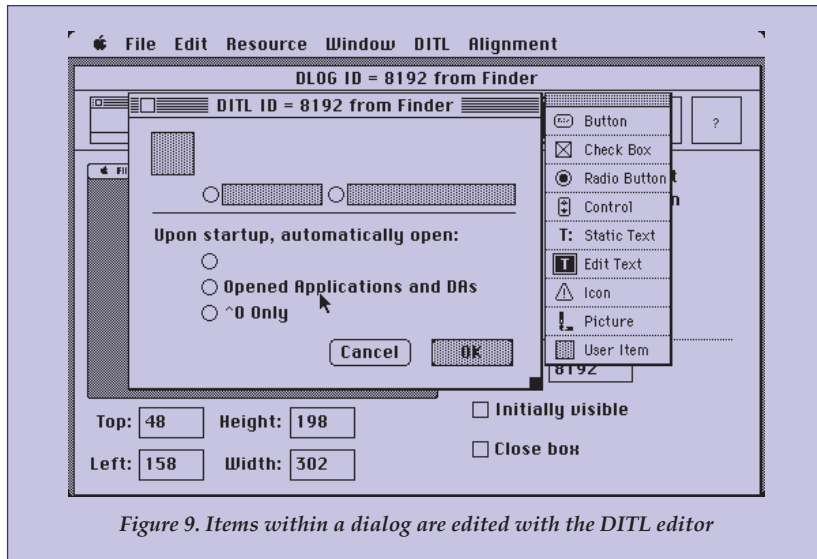 File Edit Resource Window DITL Alignment
DLOG ID = 8192 from Finder
DITL ID = 8192 from Finder
Button
?
Check Box
Radio Button
Control
Upon startup, automatically open:
T: Static Text
T Edit Text
Opened Applications and DAs
Icon
^0 Only
Picture
Cancel
OK
User Item
8192
Top: 48 Height: 198
Initially visible
Left: 158 Width: 302
Close box
Figure 9. Items within a dialog are edited with the DITL editor